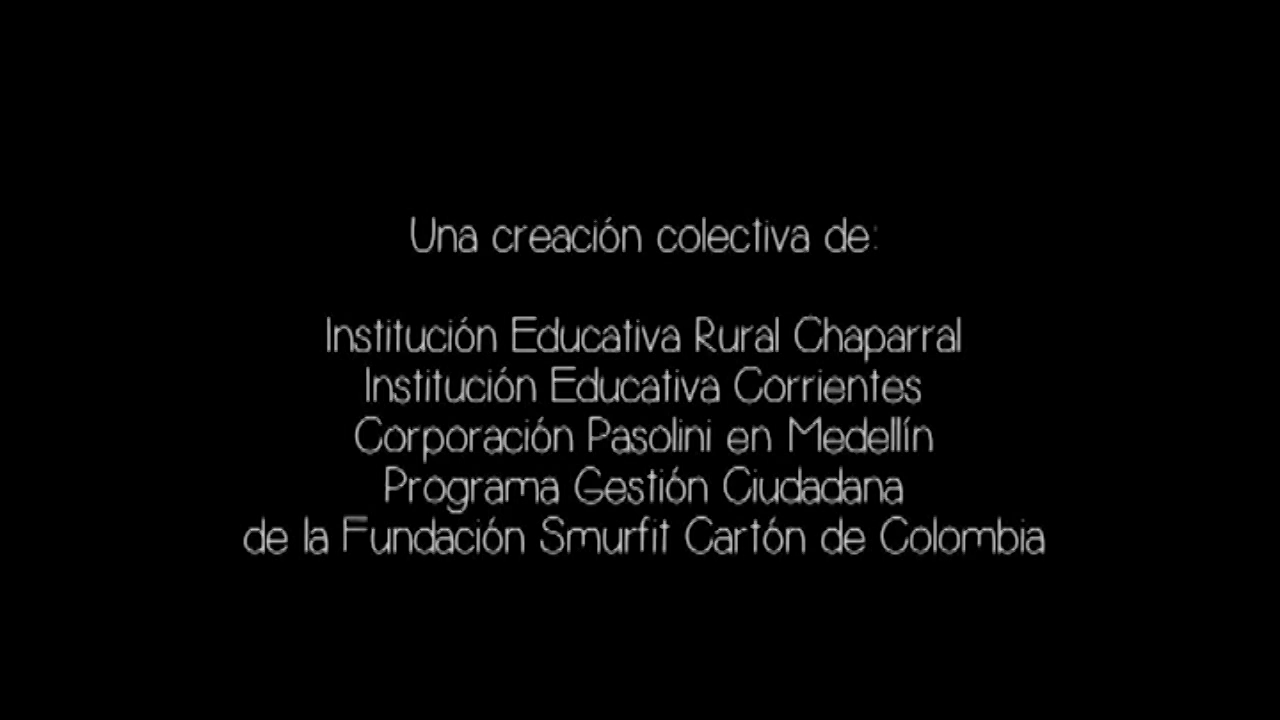 Una creación colectiva de:
Institución Educativa Rural Chaparral
Institución Educativa Corrientes
Corporación Pasolini en Medellín
Programa Gestión Ciudadana
de la Fundación Smurfit Cartón de Colombia